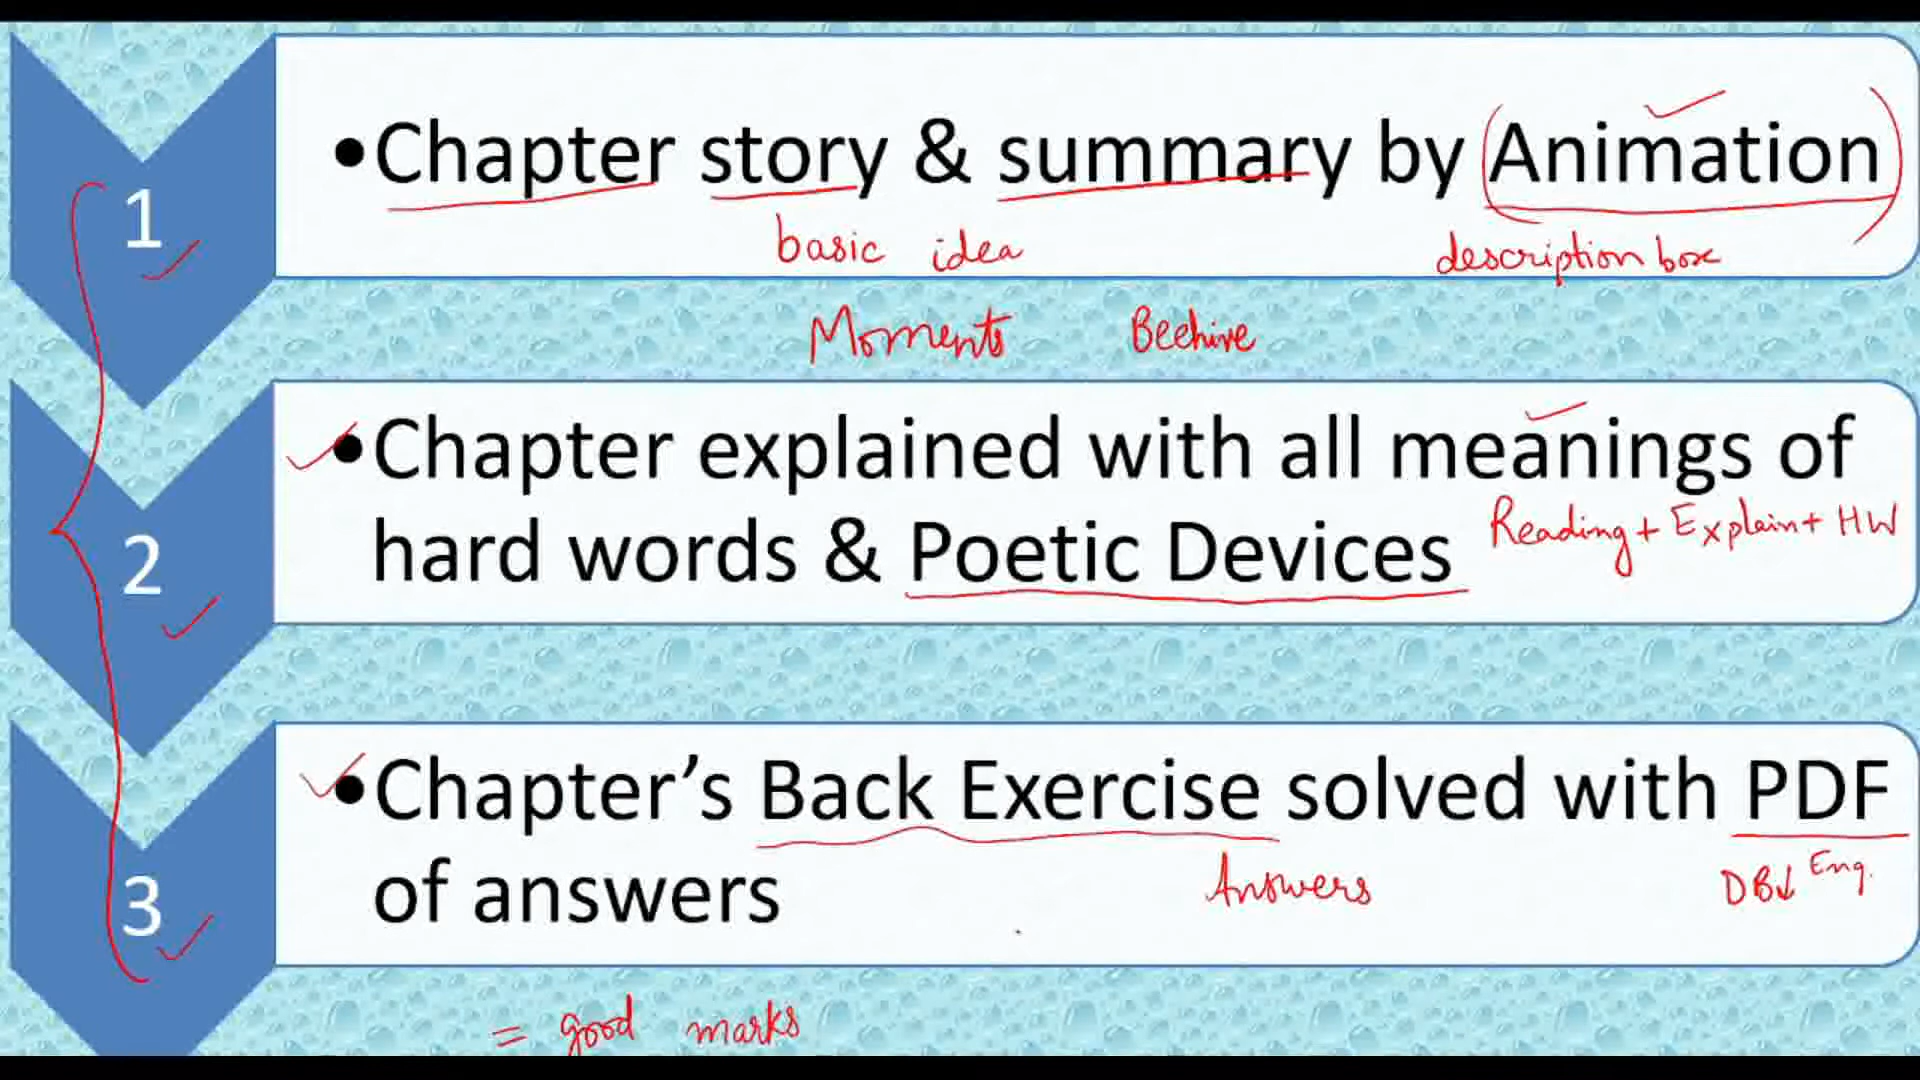 1
•Chapter story & summary by (Animation)
basic idea
description box
Moments Beehive
2
•Chapter explained with all meanings of
hard words & Poetic Devices
Reading + Explain + HW
3
•Chapter's Back Exercise solved with PDF
of answers
Answers
DB↓ Eng.
= good marks